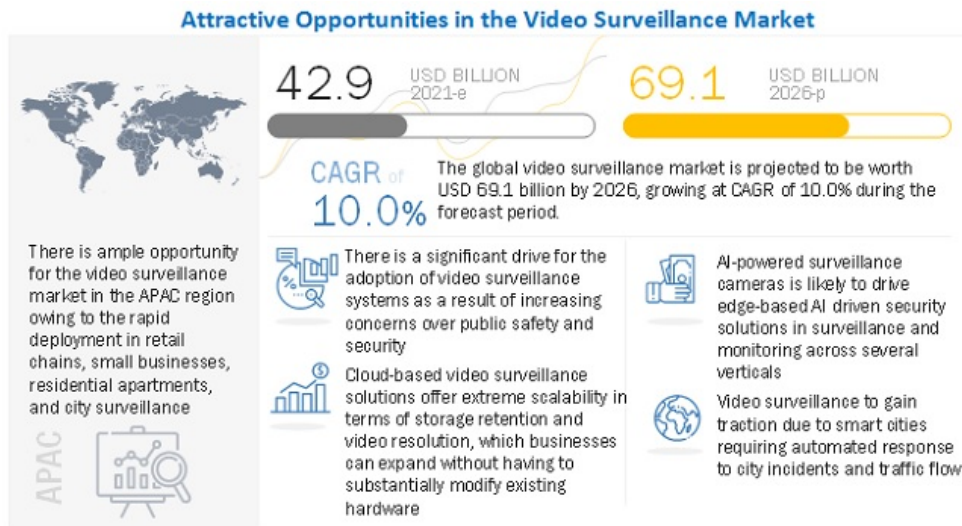 Attractive Opportunities in the Video Surveillance Market
42.9
USD BILLION
2021-e
69.1
USD BILLION
2026-p
CAGR of
10.0%
The global video surveillance market is projected to be worth
USD 69.1 billion by 2026, growing at CAGR of 10.0% during the
forecast period.
There is ample opportunity
for the video surveillance
market in the APAC region
owing to the rapid
deployment in retail
chains, small businesses,
residential apartments,
and city surveillance
APAC
There is a significant drive for the
adoption of video surveillance
systems as a result of increasing
concerns over public safety and
security
Cloud-based video surveillance
solutions offer extreme scalability in
terms of storage retention and
video resolution, which businesses
can expand without having to
substantially modify existing
hardware
AI-powered surveillance
cameras is likely to drive
edge-based AI driven security
solutions in surveillance and
monitoring across several
verticals
Video surveillance to gain
traction due to smart cities
requiring automated response
to city incidents and traffic flow